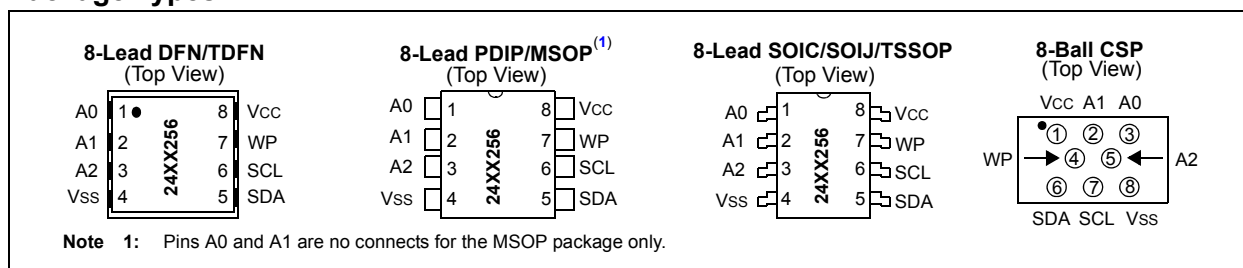 8-Lead DFN/TDFN
(Top View)
A0 1 8 VCC
A1 2 7 WP
A2 3 6 SCL
VSS 4 5 SDA
24XX256
8-Lead PDIP/MSOP(1)
(Top View)
A0 1 8 VCC
A1 2 7 WP
A2 3 6 SCL
VSS 4 5 SDA
24XX256
8-Lead SOIC/SOIJ/TSSOP
(Top View)
A0 1 8 VCC
A1 2 7 WP
A2 3 6 SCL
VSS 4 5 SDA
24XX256
8-Ball CSP
(Top View)
VCC A1 A0
1 2 3
WP 4 5 A2
6 7 8
SDA SCL VSS
Note 1: Pins A0 and A1 are no connects for the MSOP package only.